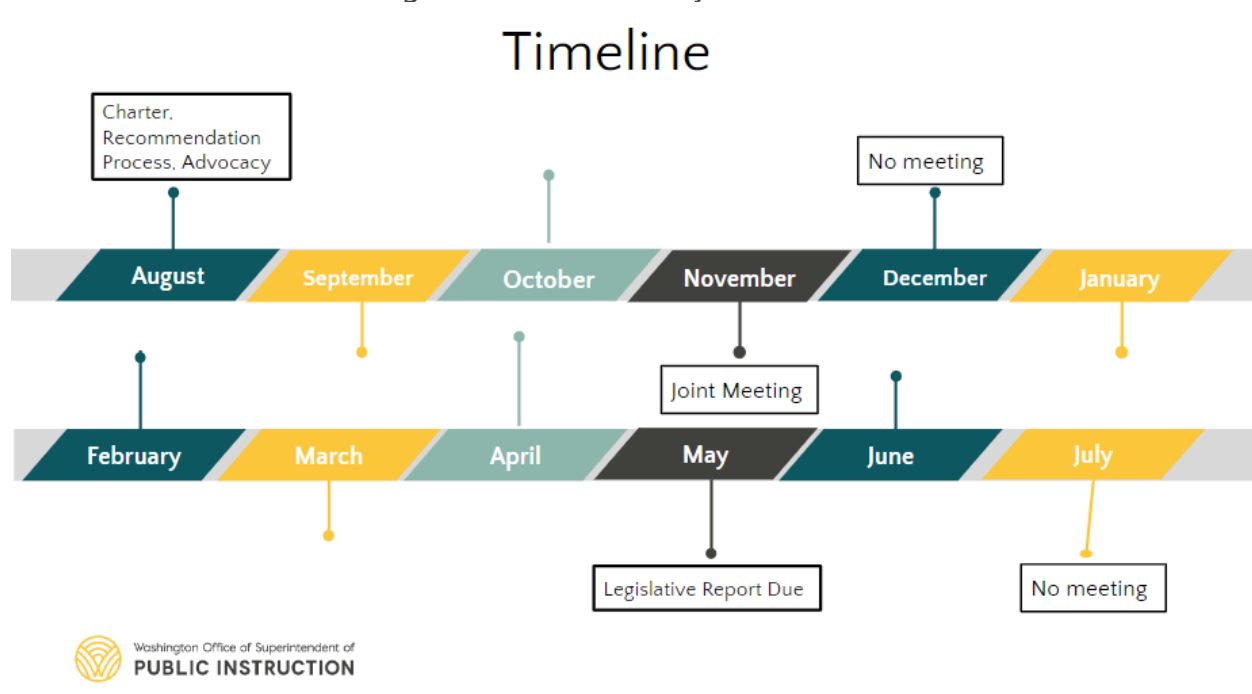 Timeline
Charter,
Recommendation
Process, Advocacy
No meeting
August
September
October
November
December
January
Joint Meeting
February
March
April
May
June
July
Legislative Report Due
No meeting
Washington Office of Superintendent of
PUBLIC INSTRUCTION